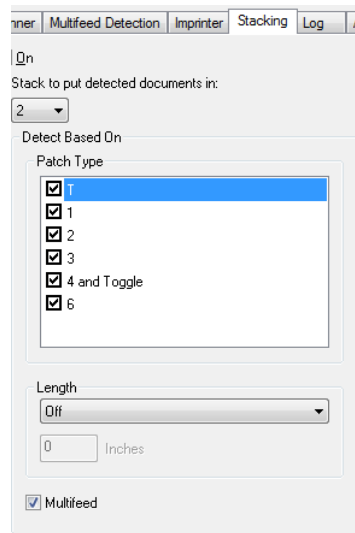 nner Multifeed Detection Imprinter Stacking Log
On
Stack to put detected documents in:
2
Detect Based On
Patch Type
T
1
2
3
4 and Toggle
6
Length
Off
0 Inches
Multifeed